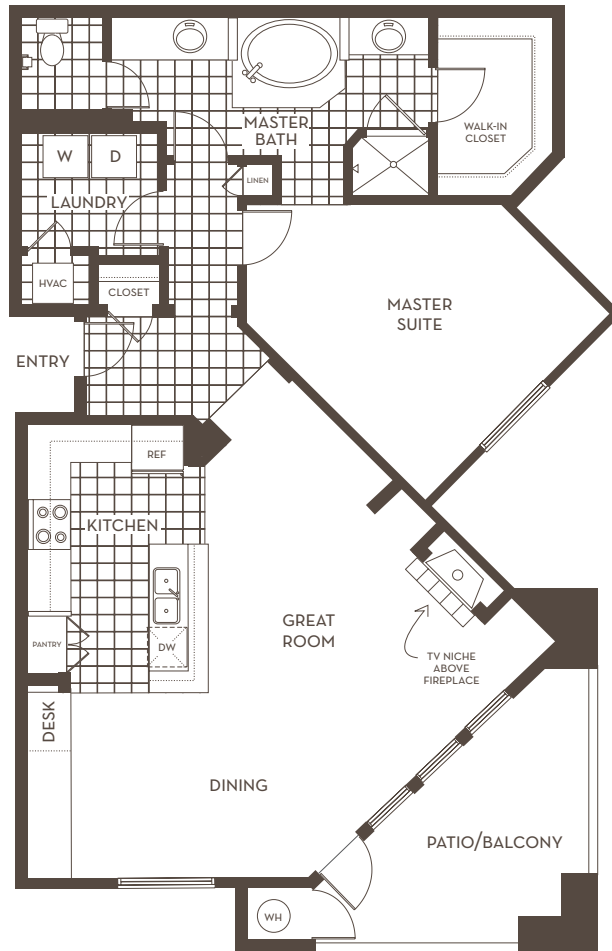 MASTER
BATH
WALK-IN
CLOSET
W
D
LINEN
LAUNDRY
HVAC
CLOSET
MASTER
SUITE
ENTRY
REF
KITCHEN
GREAT
ROOM
PANTRY
DW
TV NICHE
ABOVE
FIREPLACE
DESK
DINING
PATIO/BALCONY
WH